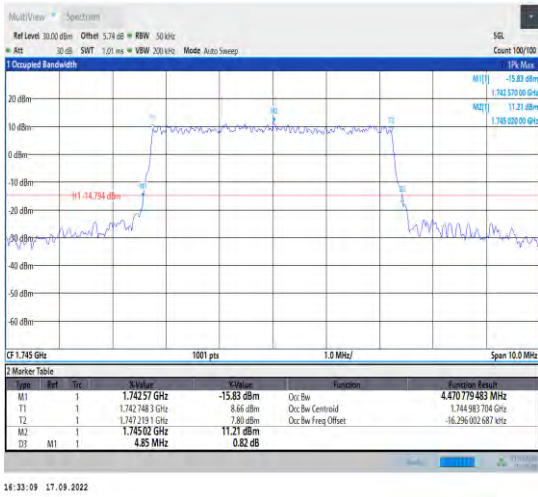 MultiView Spectrum
Ref Level 30.00 dBm Offset 5.74 dB RBW 50 kHz SGL
Att 30 dB SWT 1.01 ms VBW 200 kHz Mode Auto Sweep Count 100/100
1 Occupied Bandwidth 1Pk Max
M1[1] -15.83 dBm
1.742 570 00 GHz
M2[1] 11.21 dBm
1.745 020 00 GHz
20 dBm
M2
T1
T2
10 dBm
0 dBm
-10 dBm
M1
H1 -14.794 dBm
-20 dBm
-30 dBm
-40 dBm
-50 dBm
-60 dBm
CF 1.745 GHz 1001 pts 1.0 MHz/ Span 10.0 MHz
2 Marker Table
Type Ref Trc X-Value Y-Value Function Function Result
M1 1 1.742 57 GHz -15.83 dBm Occ Bw 4.470 779 483 MHz
T1 1 1.742 748 3 GHz 8.66 dBm Occ Bw Centroid 1.744 983 704 GHz
T2 1 1.747 219 1 GHz 7.80 dBm Occ Bw Freq Offset -16.296 002 687 kHz
M2 1 1.745 02 GHz 11.21 dBm
D3 M1 1 4.85 MHz 0.82 dB
16:33:09 17.09.2022